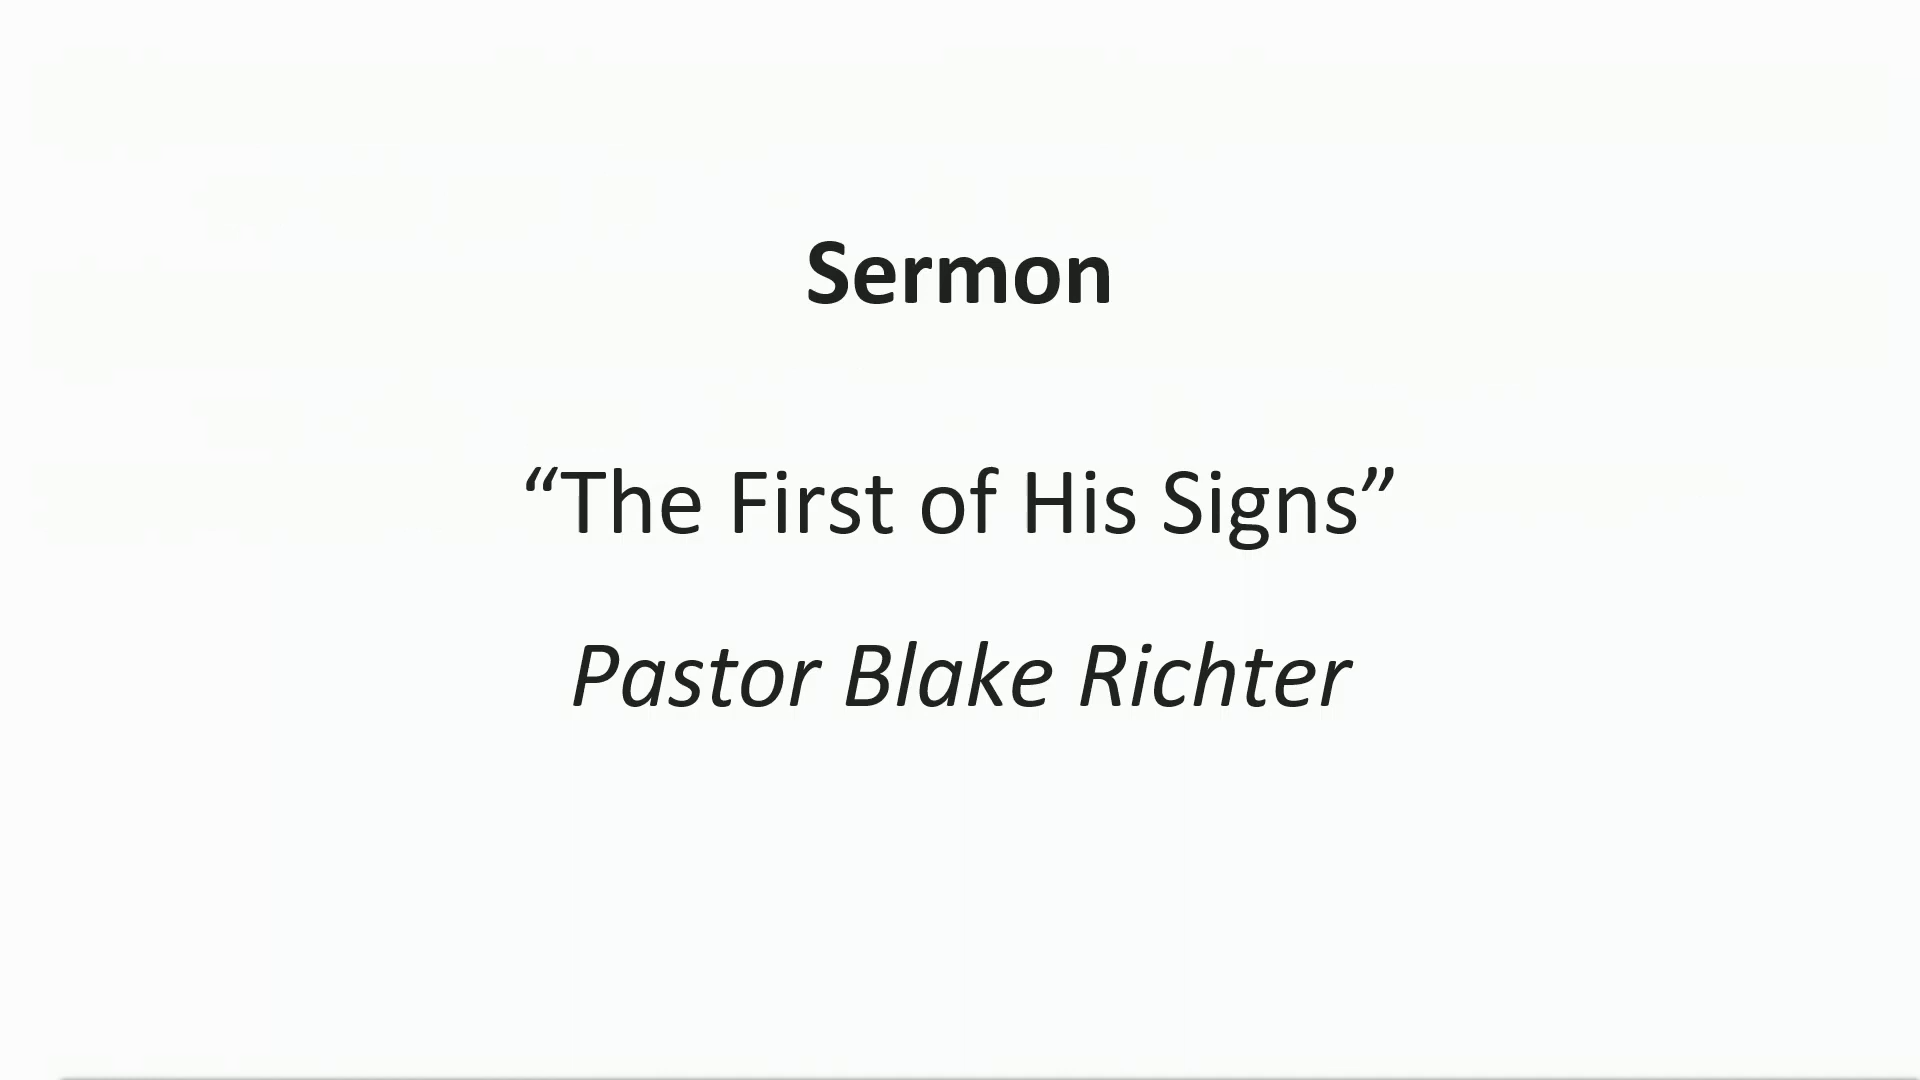 Sermon
“The First of His Signs”
Pastor Blake Richter